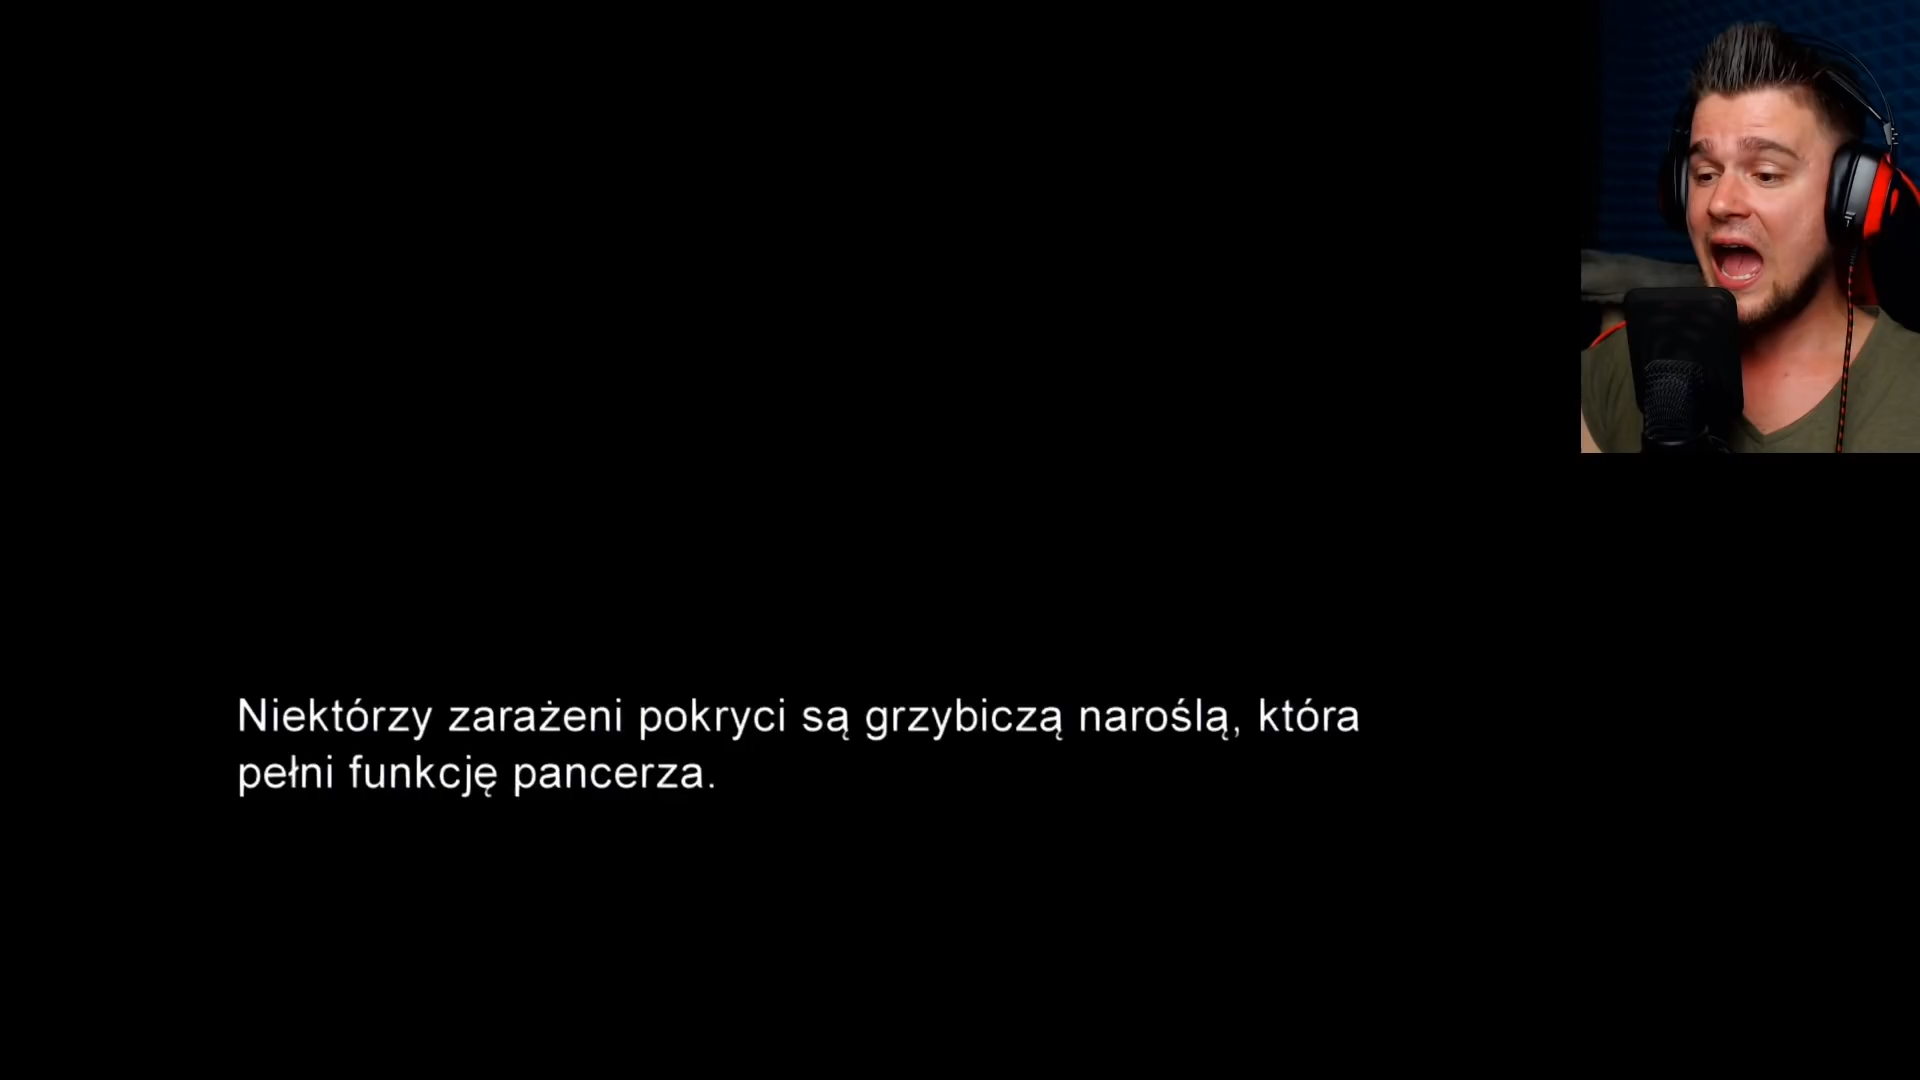 Niektórzy zarażeni pokryci są grzybiczą naroślą, która
pełni funkcję pancerza.